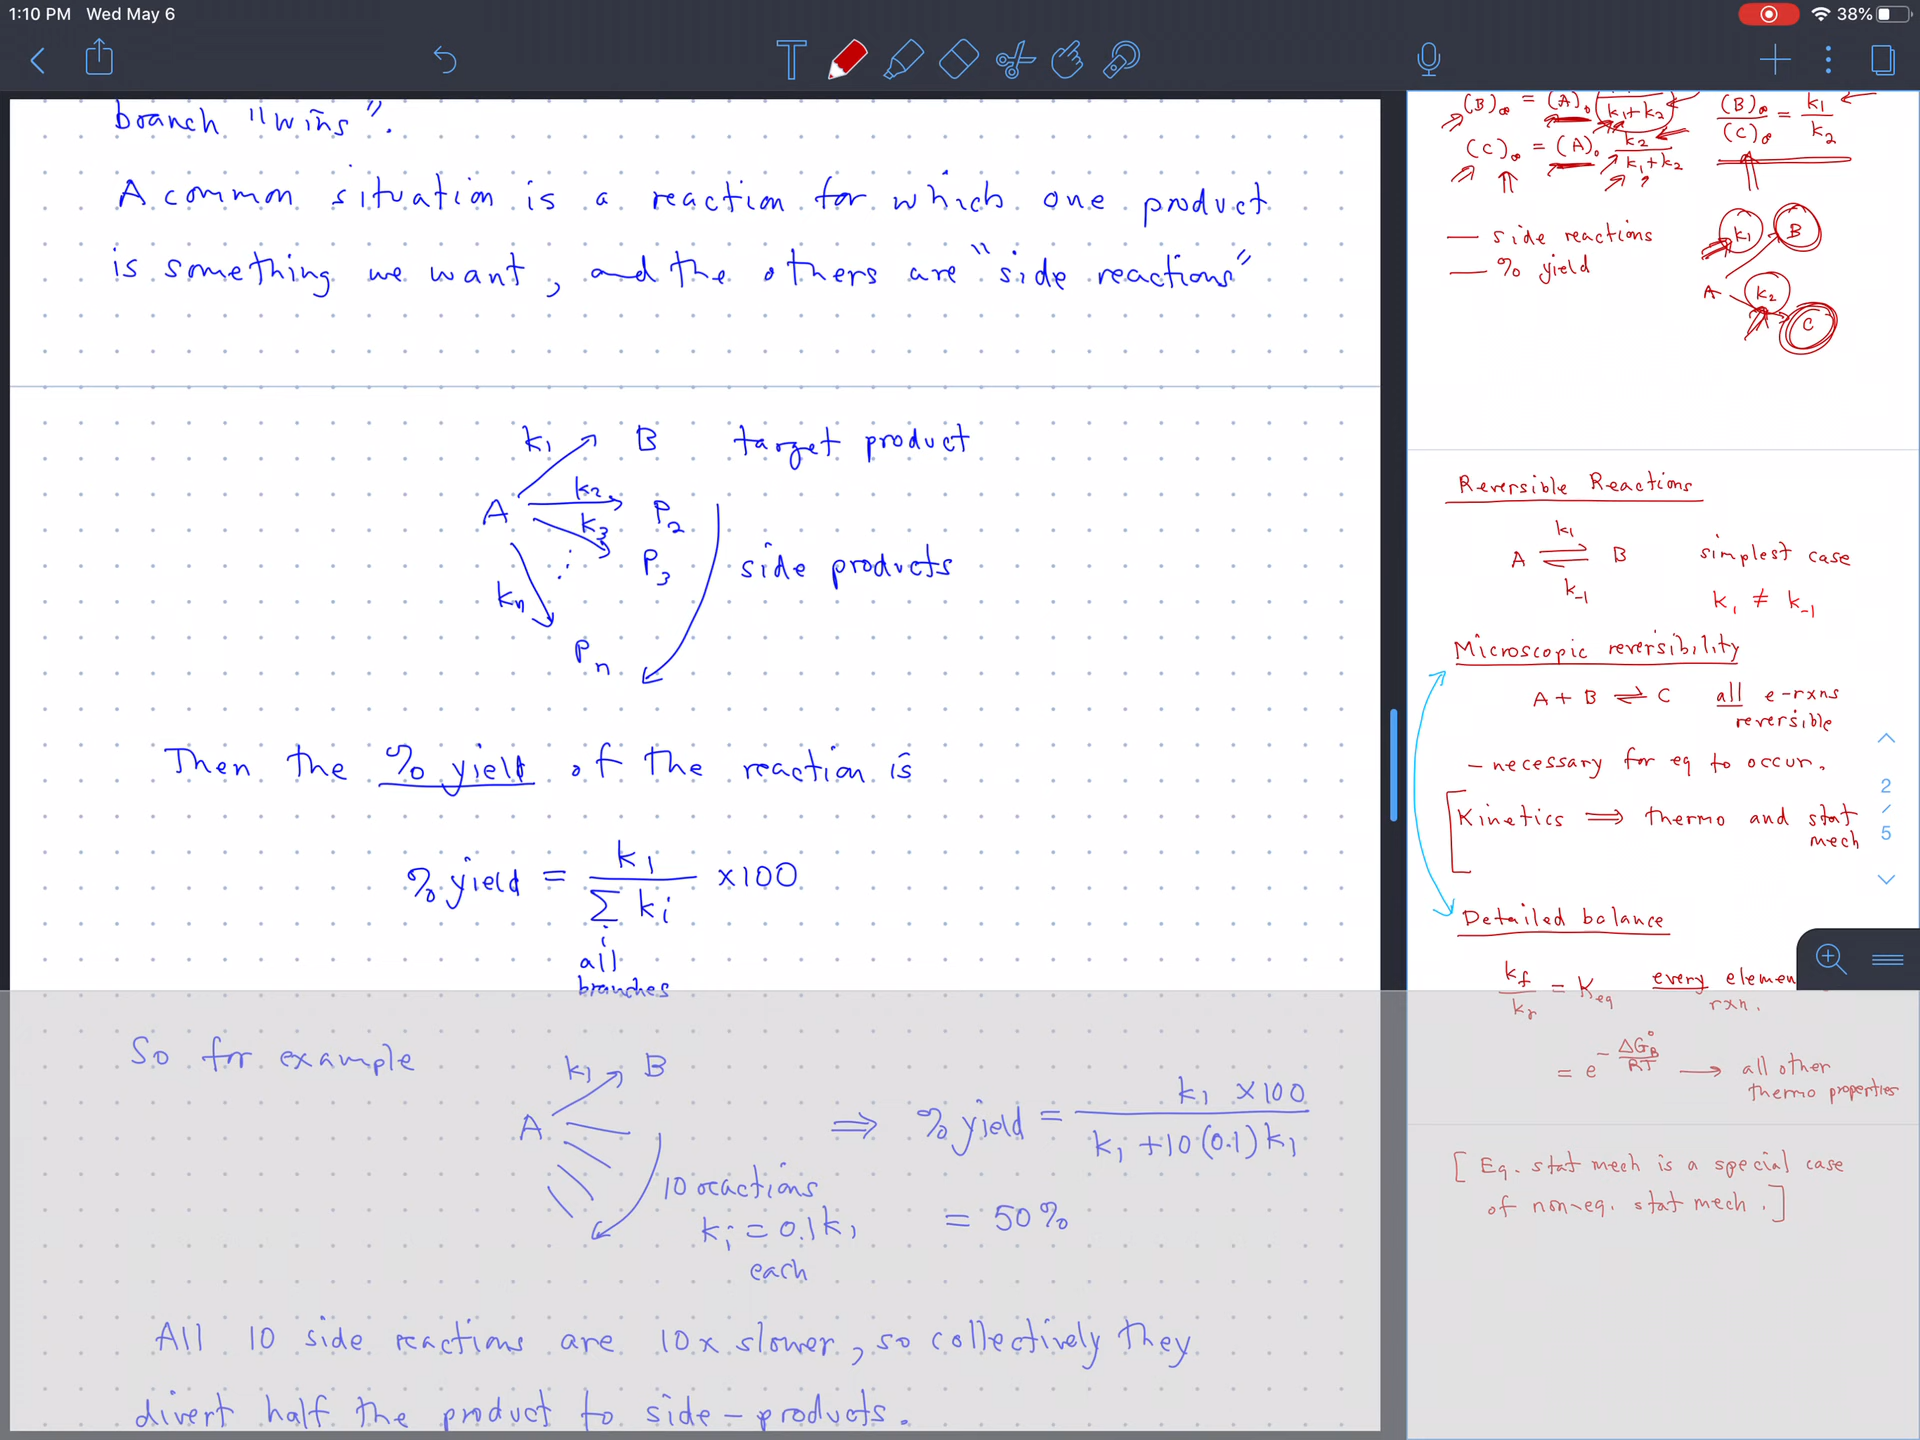 1:10 PM Wed May 6
38%
branch "wins".
A common situation is a reaction for which one product
is something we want, and the others are "side reactions"
k₁ B target product
A k₂ P₂
k₃ P₃ side products
kₙ
Pₙ
Then the % yield of the reaction is
% yield = k₁ / Σ kᵢ ×100
i
all
branches
So for example
k₁ B
A
10 reactions
kᵢ = 0.1k₁
each
⇒ % yield = k₁ ×100 / k₁ +10(0.1)k₁
= 50%
All 10 side reactions are 10x slower, so collectively they
divert half the product to side-products.
(B)∞ = (A)₀ / k₁+k₂ (B)∞ / (C)∞ = k₁ / k₂
(C)∞ = (A)₀ k₂ / k₁+k₂
— side reactions
— % yield
k₁ B
A k₂
C
Reversible Reactions
k₁
A ⇌ B simplest case
k₋₁ k₁ ≠ k₋₁
Microscopic reversibility
A + B ⇌ C all e-rxns
reversible
- necessary for eq to occur.
Kinetics ⇒ thermo and stat
mech
2
/
5
Detailed balance
kf / kr = Keq every elemen
rxn.
= e^(-ΔG°R / RT) → all other
thermo properties
[ Eq. stat mech is a special case
of non-eq. stat mech. ]